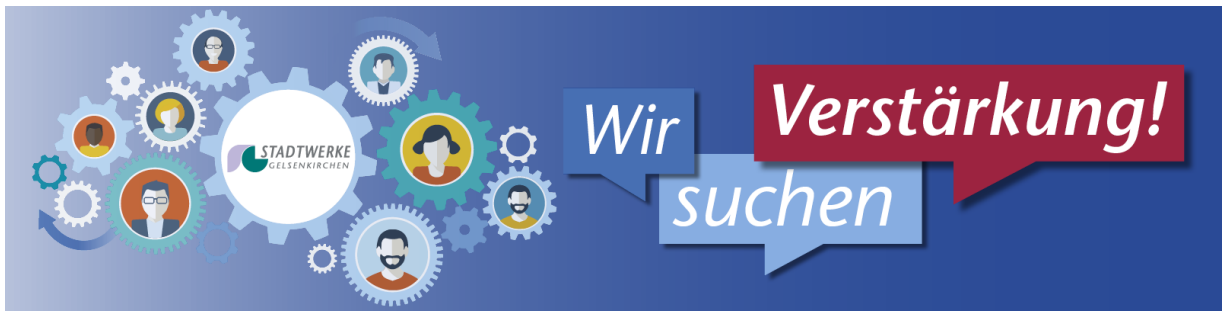 STADTWERKE
GELSENKIRCHEN
Wir
suchen
Verstärkung!